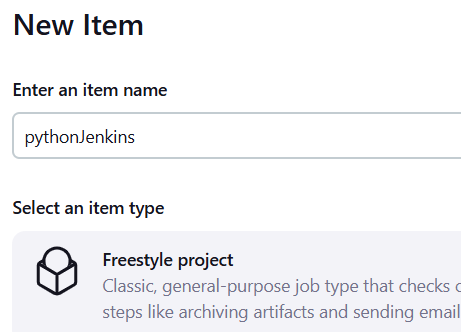 New Item
Enter an item name
pythonJenkins
Select an item type
Freestyle project
Classic, general-purpose job type that checks
steps like archiving artifacts and sending email